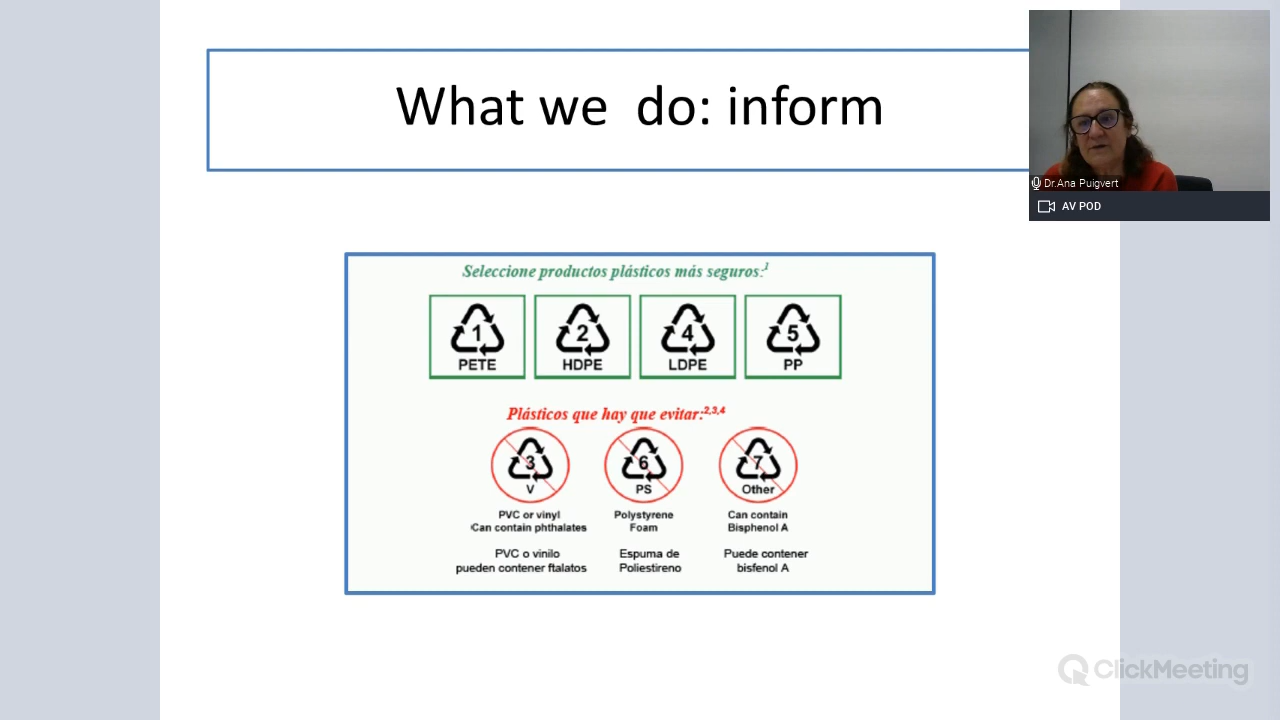 What we  do: inform
Dr.Ana Puigvert
AV POD
Seleccione productos plásticos más seguros:1
1 2 4 5
PETE HDPE LDPE PP
Plásticos que hay que evitar:2,3,4
3 6 7
V PS Other
PVC or vinyl Polystyrene Can contain
Can contain phthalates Foam Bisphenol A
PVC o vinilo Espuma de Puede contener
pueden contener ftalatos Poliestireno bisfenol A
ClickMeeting